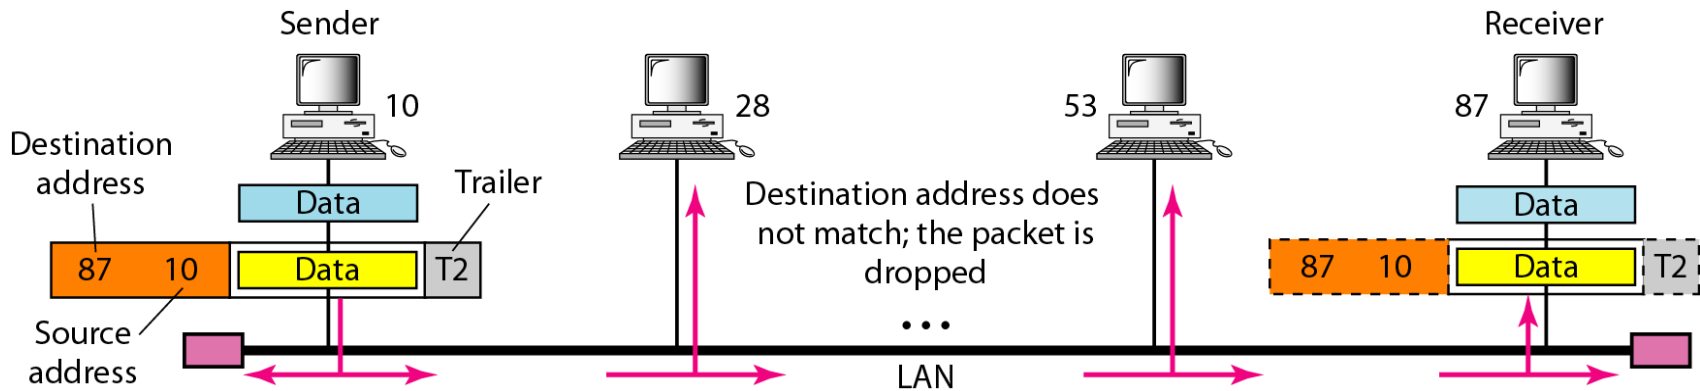 Sender
Receiver
10
28
53
87
Destination
address
Trailer
Data
Destination address does
not match; the packet is
dropped
Data
87 10
Data
T2
87 10
Data
T2
Source
address
...
LAN